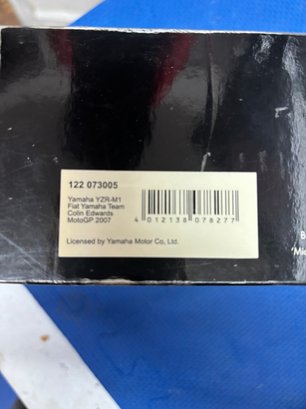 122 073005
Yamaha YZR-M1
Fiat Yamaha Team
Colin Edwards
MotoGP 2007
4 012138 078277
Licensed by Yamaha Motor Co, Ltd.